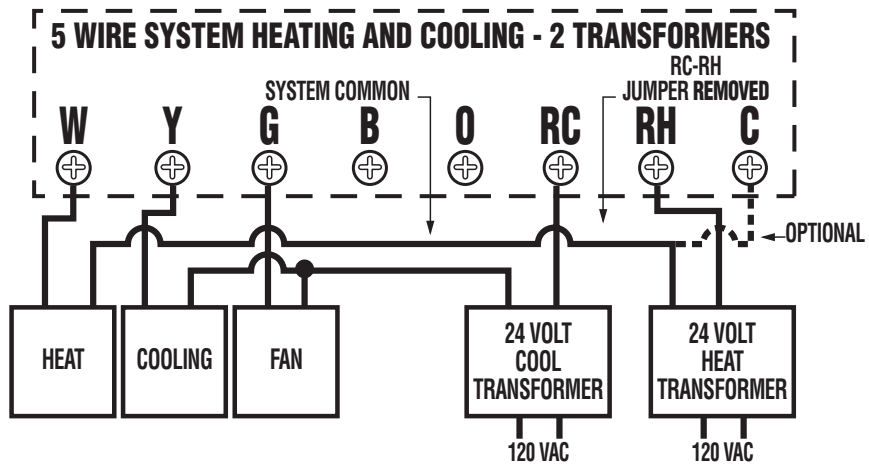 5 WIRE SYSTEM HEATING AND COOLING - 2 TRANSFORMERS
RC-RH
SYSTEM COMMON JUMPER REMOVED
W Y G B O RC RH C
OPTIONAL
HEAT COOLING FAN
24 VOLT
COOL
TRANSFORMER
24 VOLT
HEAT
TRANSFORMER
120 VAC 120 VAC